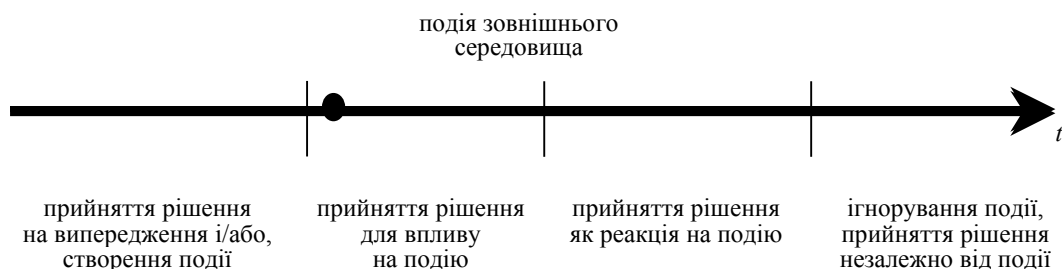 подія зовнішнього
середовища
t
прийняття рішення
на випередження і/або,
створення події
прийняття рішення
для впливу
на подію
прийняття рішення
як реакція на подію
ігнорування події,
прийняття рішення
незалежно від події